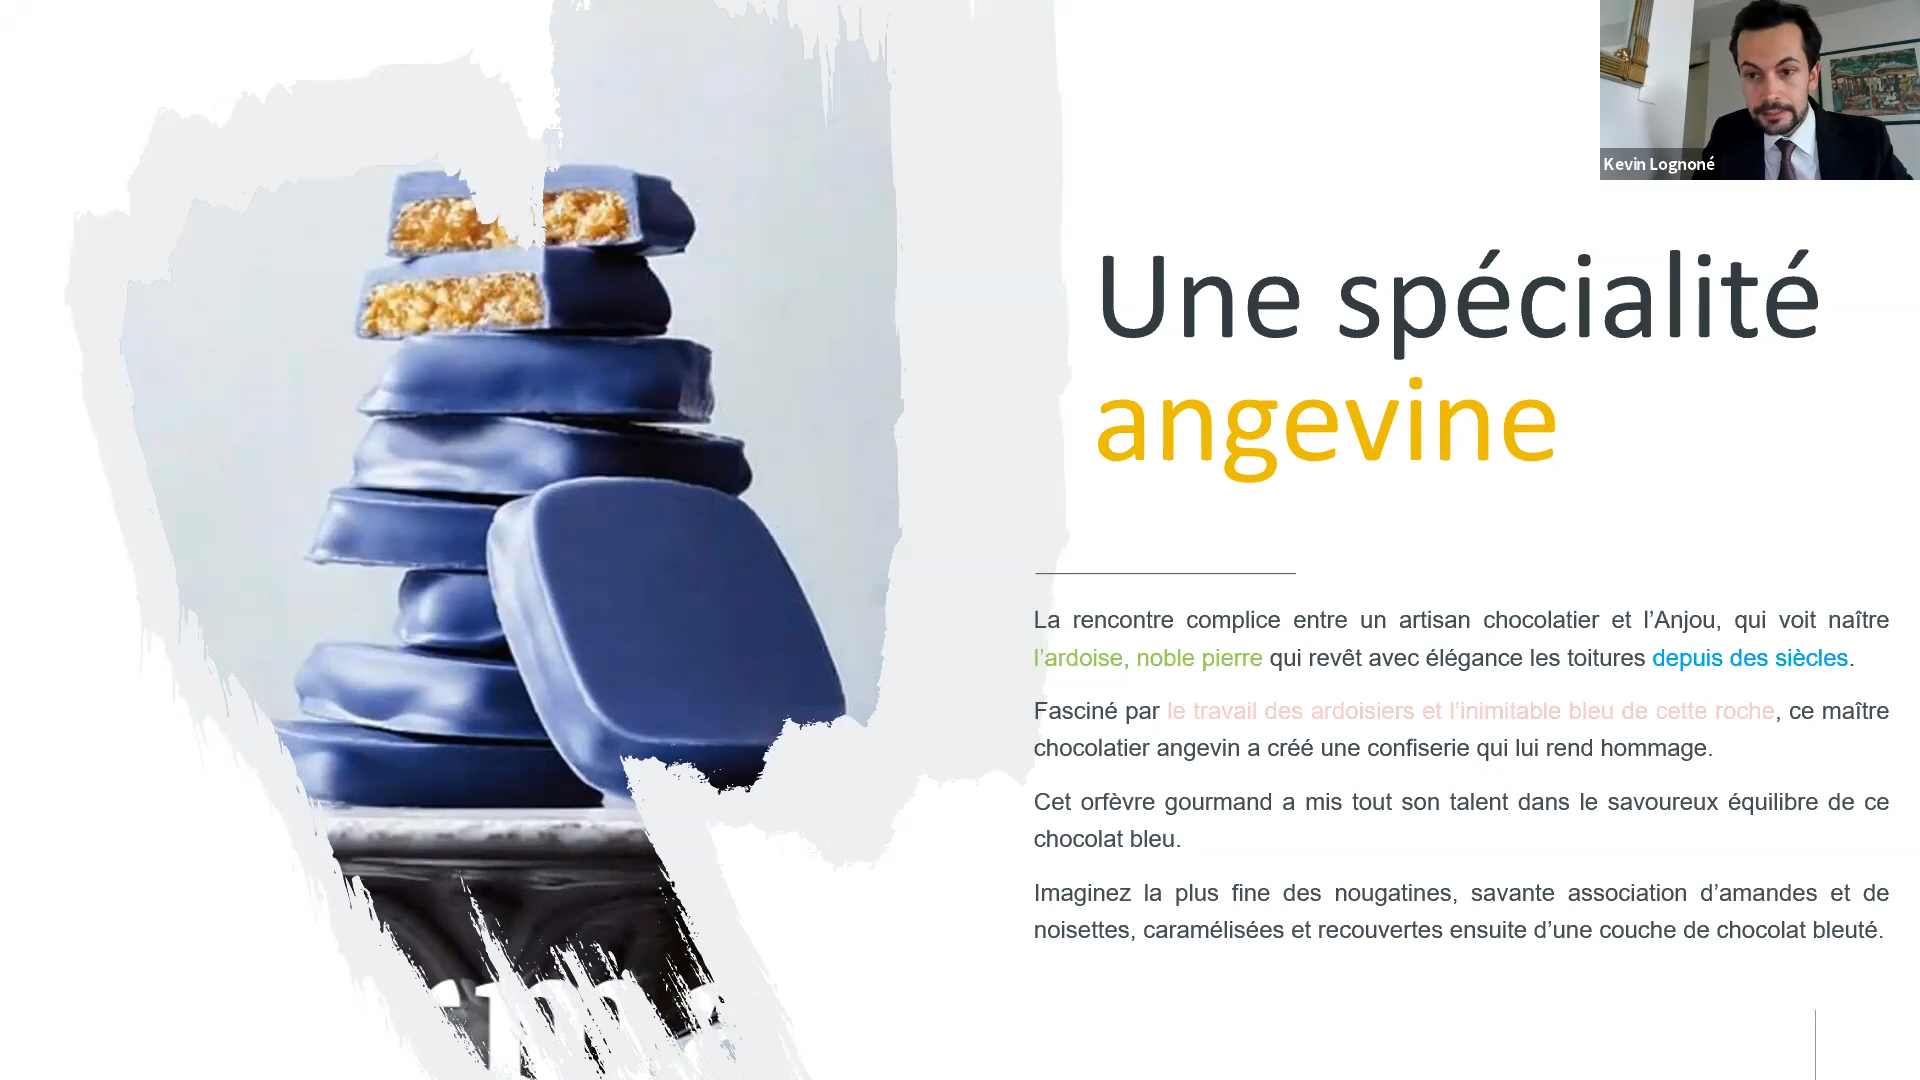 Kevin Lognoné
Une spécialité
angevine
La rencontre complice entre un artisan chocolatier et l’Anjou, qui voit naître
l’ardoise, noble pierre qui revêt avec élégance les toitures depuis des siècles.
Fasciné par le travail des ardoisiers et l’inimitable bleu de cette roche, ce maître
chocolatier angevin a créé une confiserie qui lui rend hommage.
Cet orfèvre gourmand a mis tout son talent dans le savoureux équilibre de ce
chocolat bleu.
Imaginez la plus fine des nougatines, savante association d’amandes et de
noisettes, caramélisées et recouvertes ensuite d’une couche de chocolat bleuté.